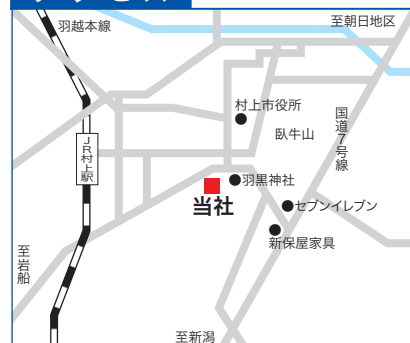 羽越本線
至朝日地区
村上市役所
臥牛山
国道7号線
JR村上駅
羽黒神社
当社
セブンイレブン
新保屋家具
至岩船
至新潟